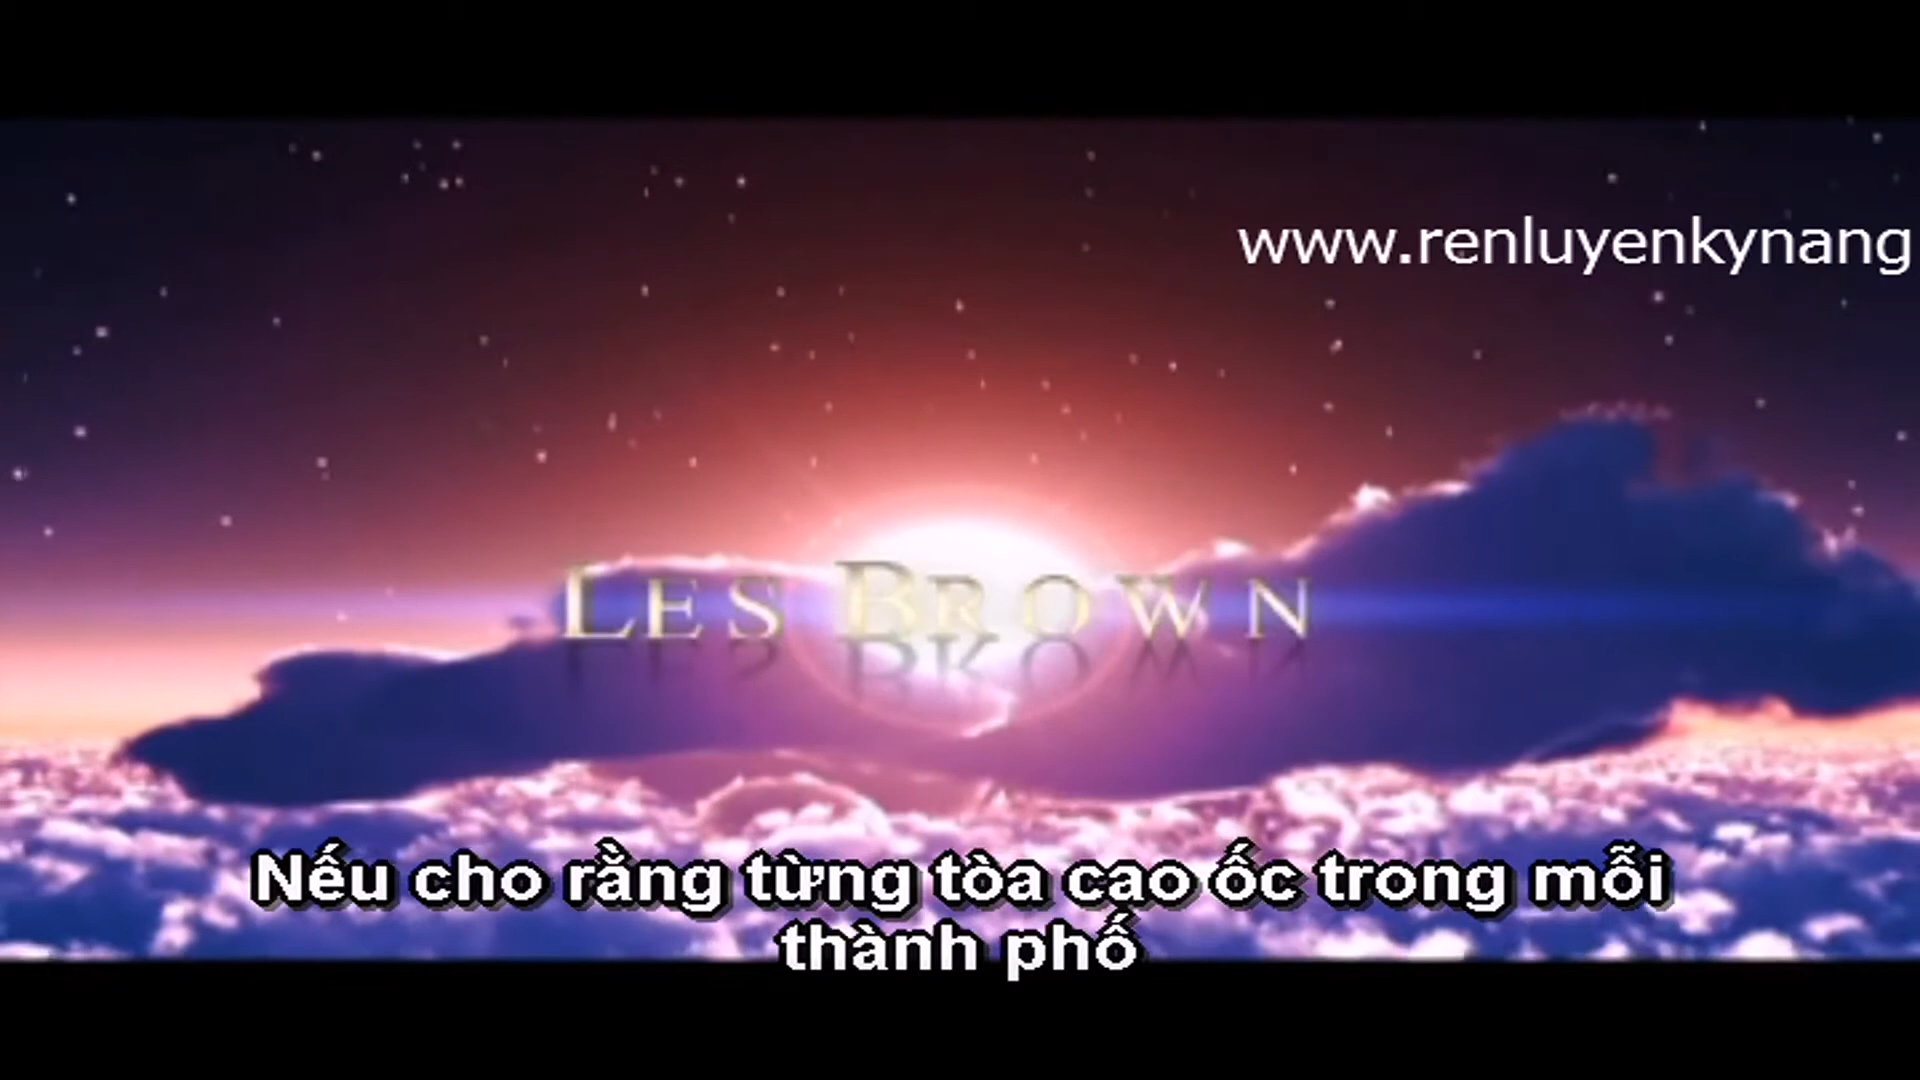 www.renluyenkynang
LES BROWN
Nếu cho rằng từng tòa cao ốc trong mỗi
thành phố